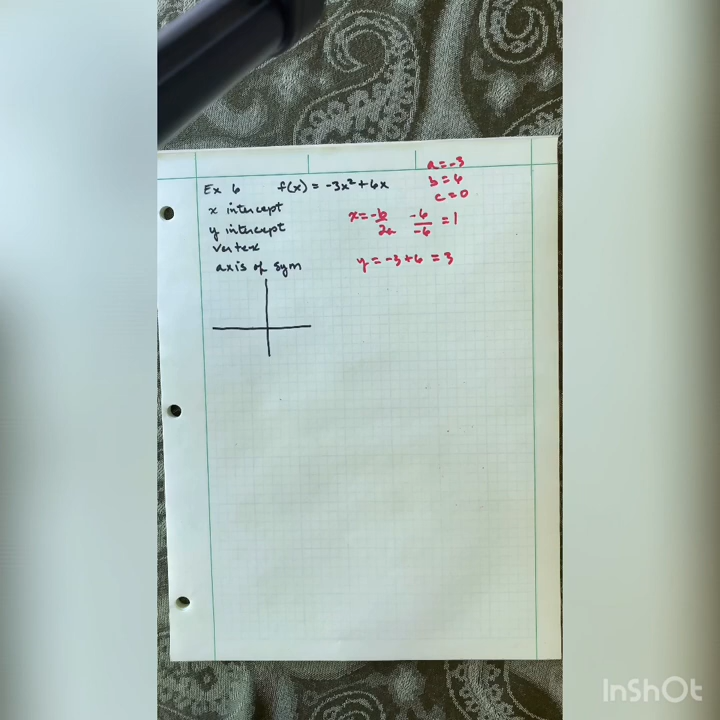 a = -3
Ex 6 f(x) = -3x² + 6x
b = 6
c = 0
x intercept
x = -b/2a -6/-6 = 1
y intercept
vertex
axis of sym
y = -3 + 6 = 3
InShOt